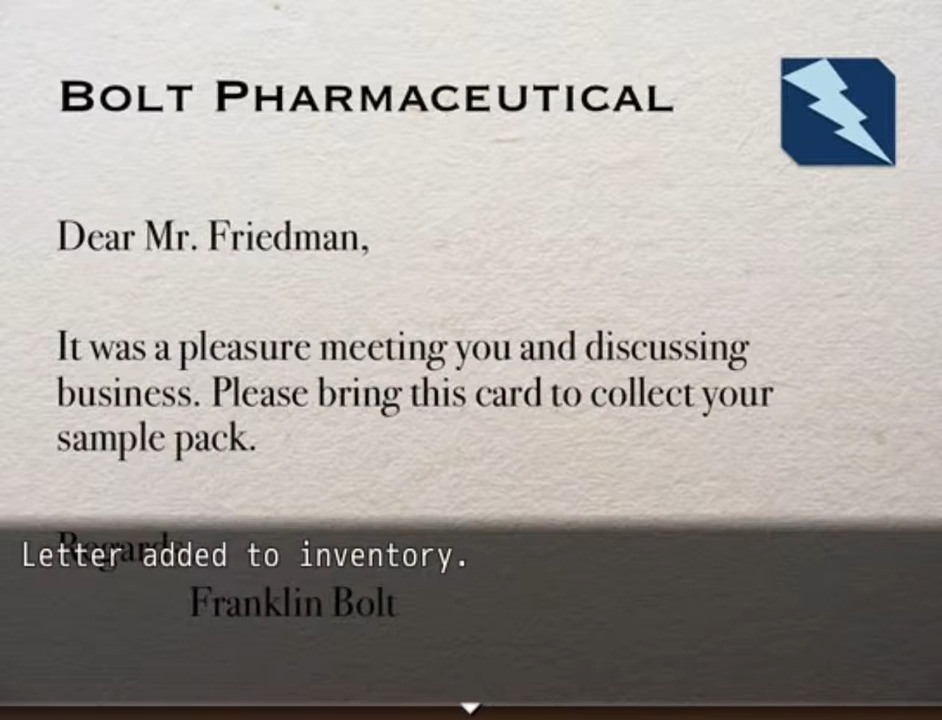 BOLT PHARMACEUTICAL
Dear Mr. Friedman,
It was a pleasure meeting you and discussing
business. Please bring this card to collect your
sample pack.
Regards
Letter added to inventory.
Franklin Bolt